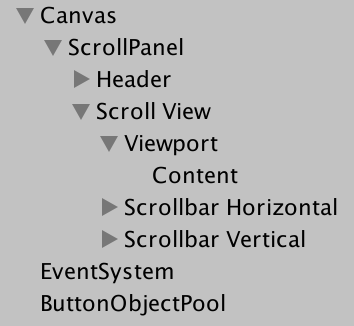 Canvas
ScrollPanel
Header
Scroll View
Viewport
Content
Scrollbar Horizontal
Scrollbar Vertical
EventSystem
ButtonObjectPool